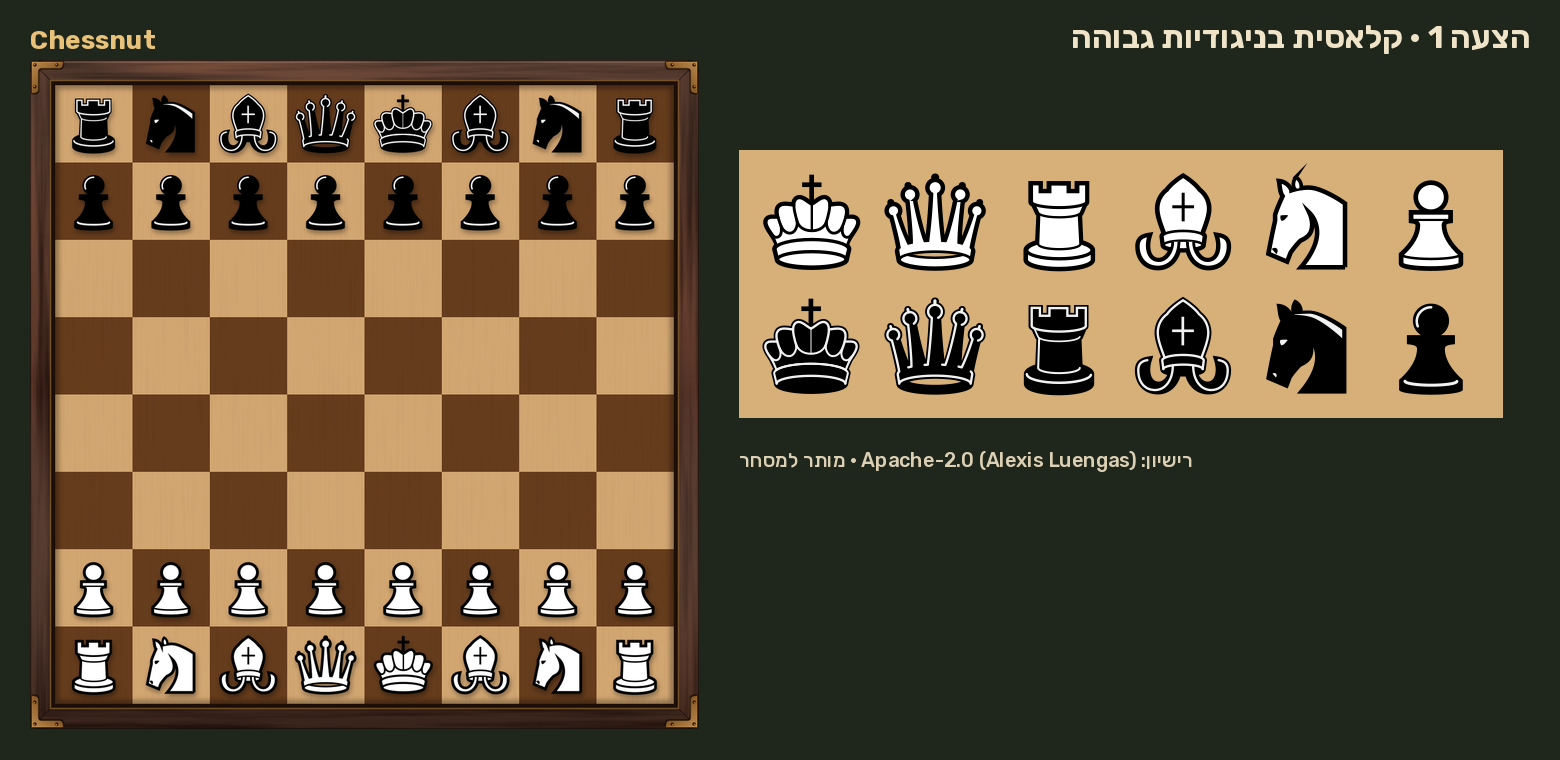 Chessnut
הצעה 1 • קלאסית בניגודיות גבוהה
רישיון: Apache-2.0 (Alexis Luengas) • מותר למסחר